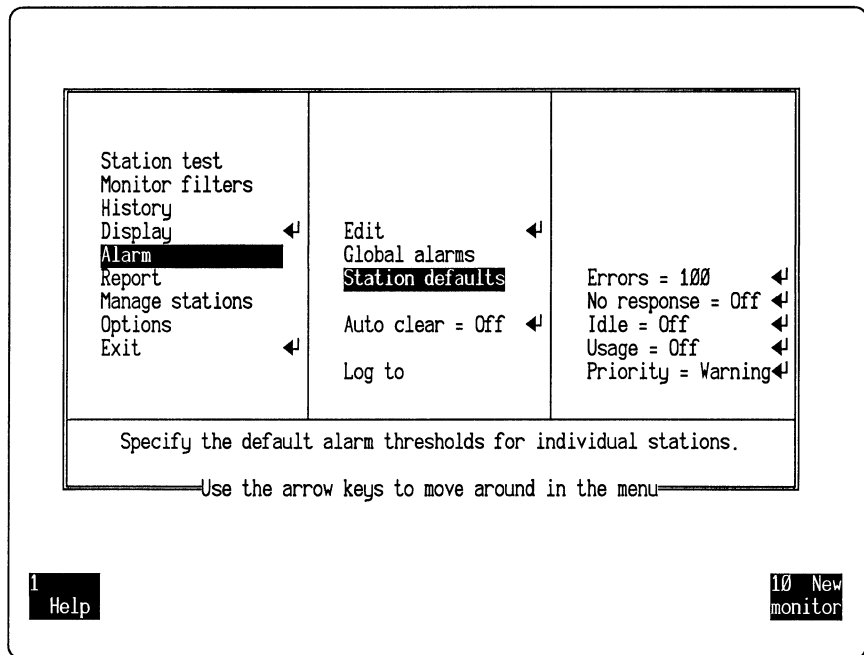 Station test
Monitor filters
History
Display ↵
Alarm
Report
Manage stations
Options
Exit ↵
Edit ↵
Global alarms
Station defaults
Auto clear = Off ↵
Log to
Errors = 100 ↵
No response = Off ↵
Idle = Off ↵
Usage = Off ↵
Priority = Warning↵
Specify the default alarm thresholds for individual stations.
Use the arrow keys to move around in the menu
1
Help
10 New
monitor